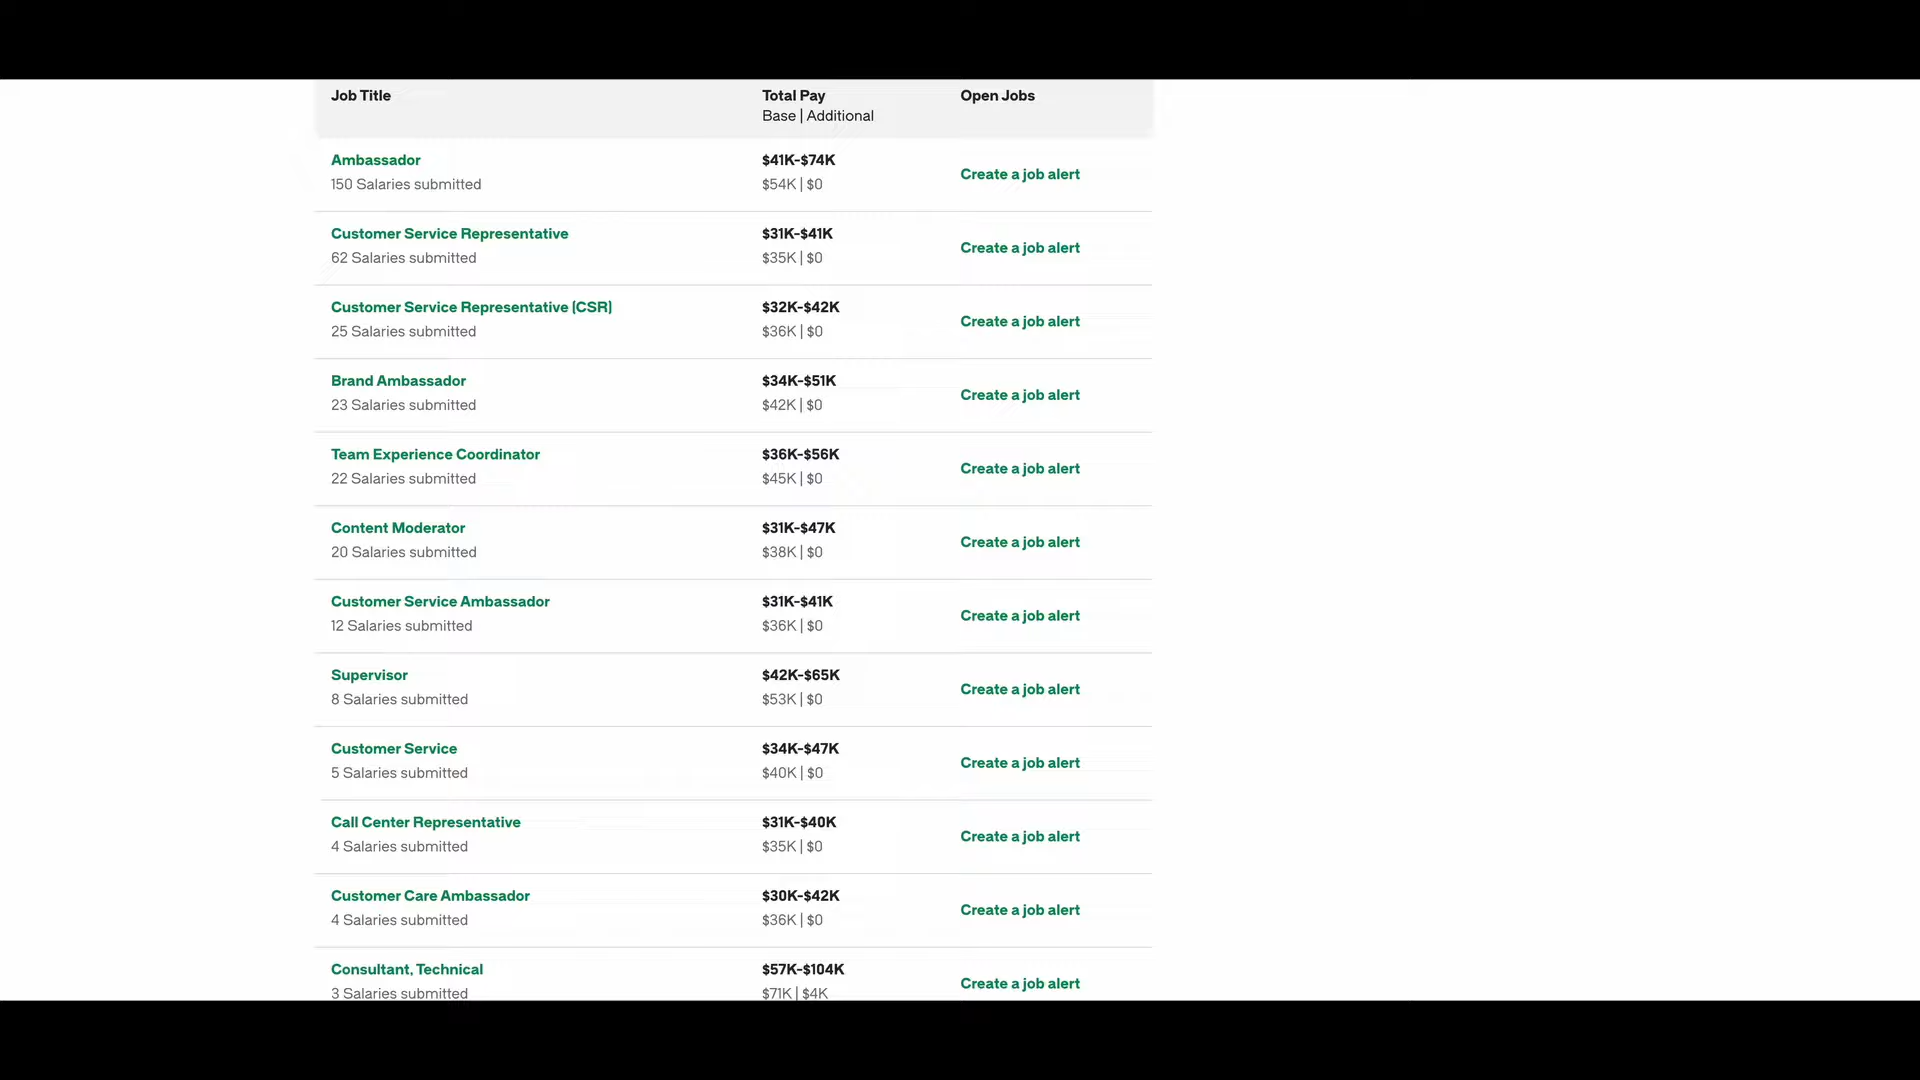 Job Title
Total Pay
Open Jobs
Base | Additional
Ambassador
$41K-$74K
Create a job alert
150 Salaries submitted
$54K | $0
Customer Service Representative
$31K-$41K
Create a job alert
62 Salaries submitted
$35K | $0
Customer Service Representative (CSR)
$32K-$42K
Create a job alert
25 Salaries submitted
$36K | $0
Brand Ambassador
$34K-$51K
Create a job alert
23 Salaries submitted
$42K | $0
Team Experience Coordinator
$36K-$56K
Create a job alert
22 Salaries submitted
$45K | $0
Content Moderator
$31K-$47K
Create a job alert
20 Salaries submitted
$38K | $0
Customer Service Ambassador
$31K-$41K
Create a job alert
12 Salaries submitted
$36K | $0
Supervisor
$42K-$65K
Create a job alert
8 Salaries submitted
$53K | $0
Customer Service
$34K-$47K
Create a job alert
5 Salaries submitted
$40K | $0
Call Center Representative
$31K-$40K
Create a job alert
4 Salaries submitted
$35K | $0
Customer Care Ambassador
$30K-$42K
Create a job alert
4 Salaries submitted
$36K | $0
Consultant, Technical
$57K-$104K
Create a job alert
3 Salaries submitted
$71K | $4K